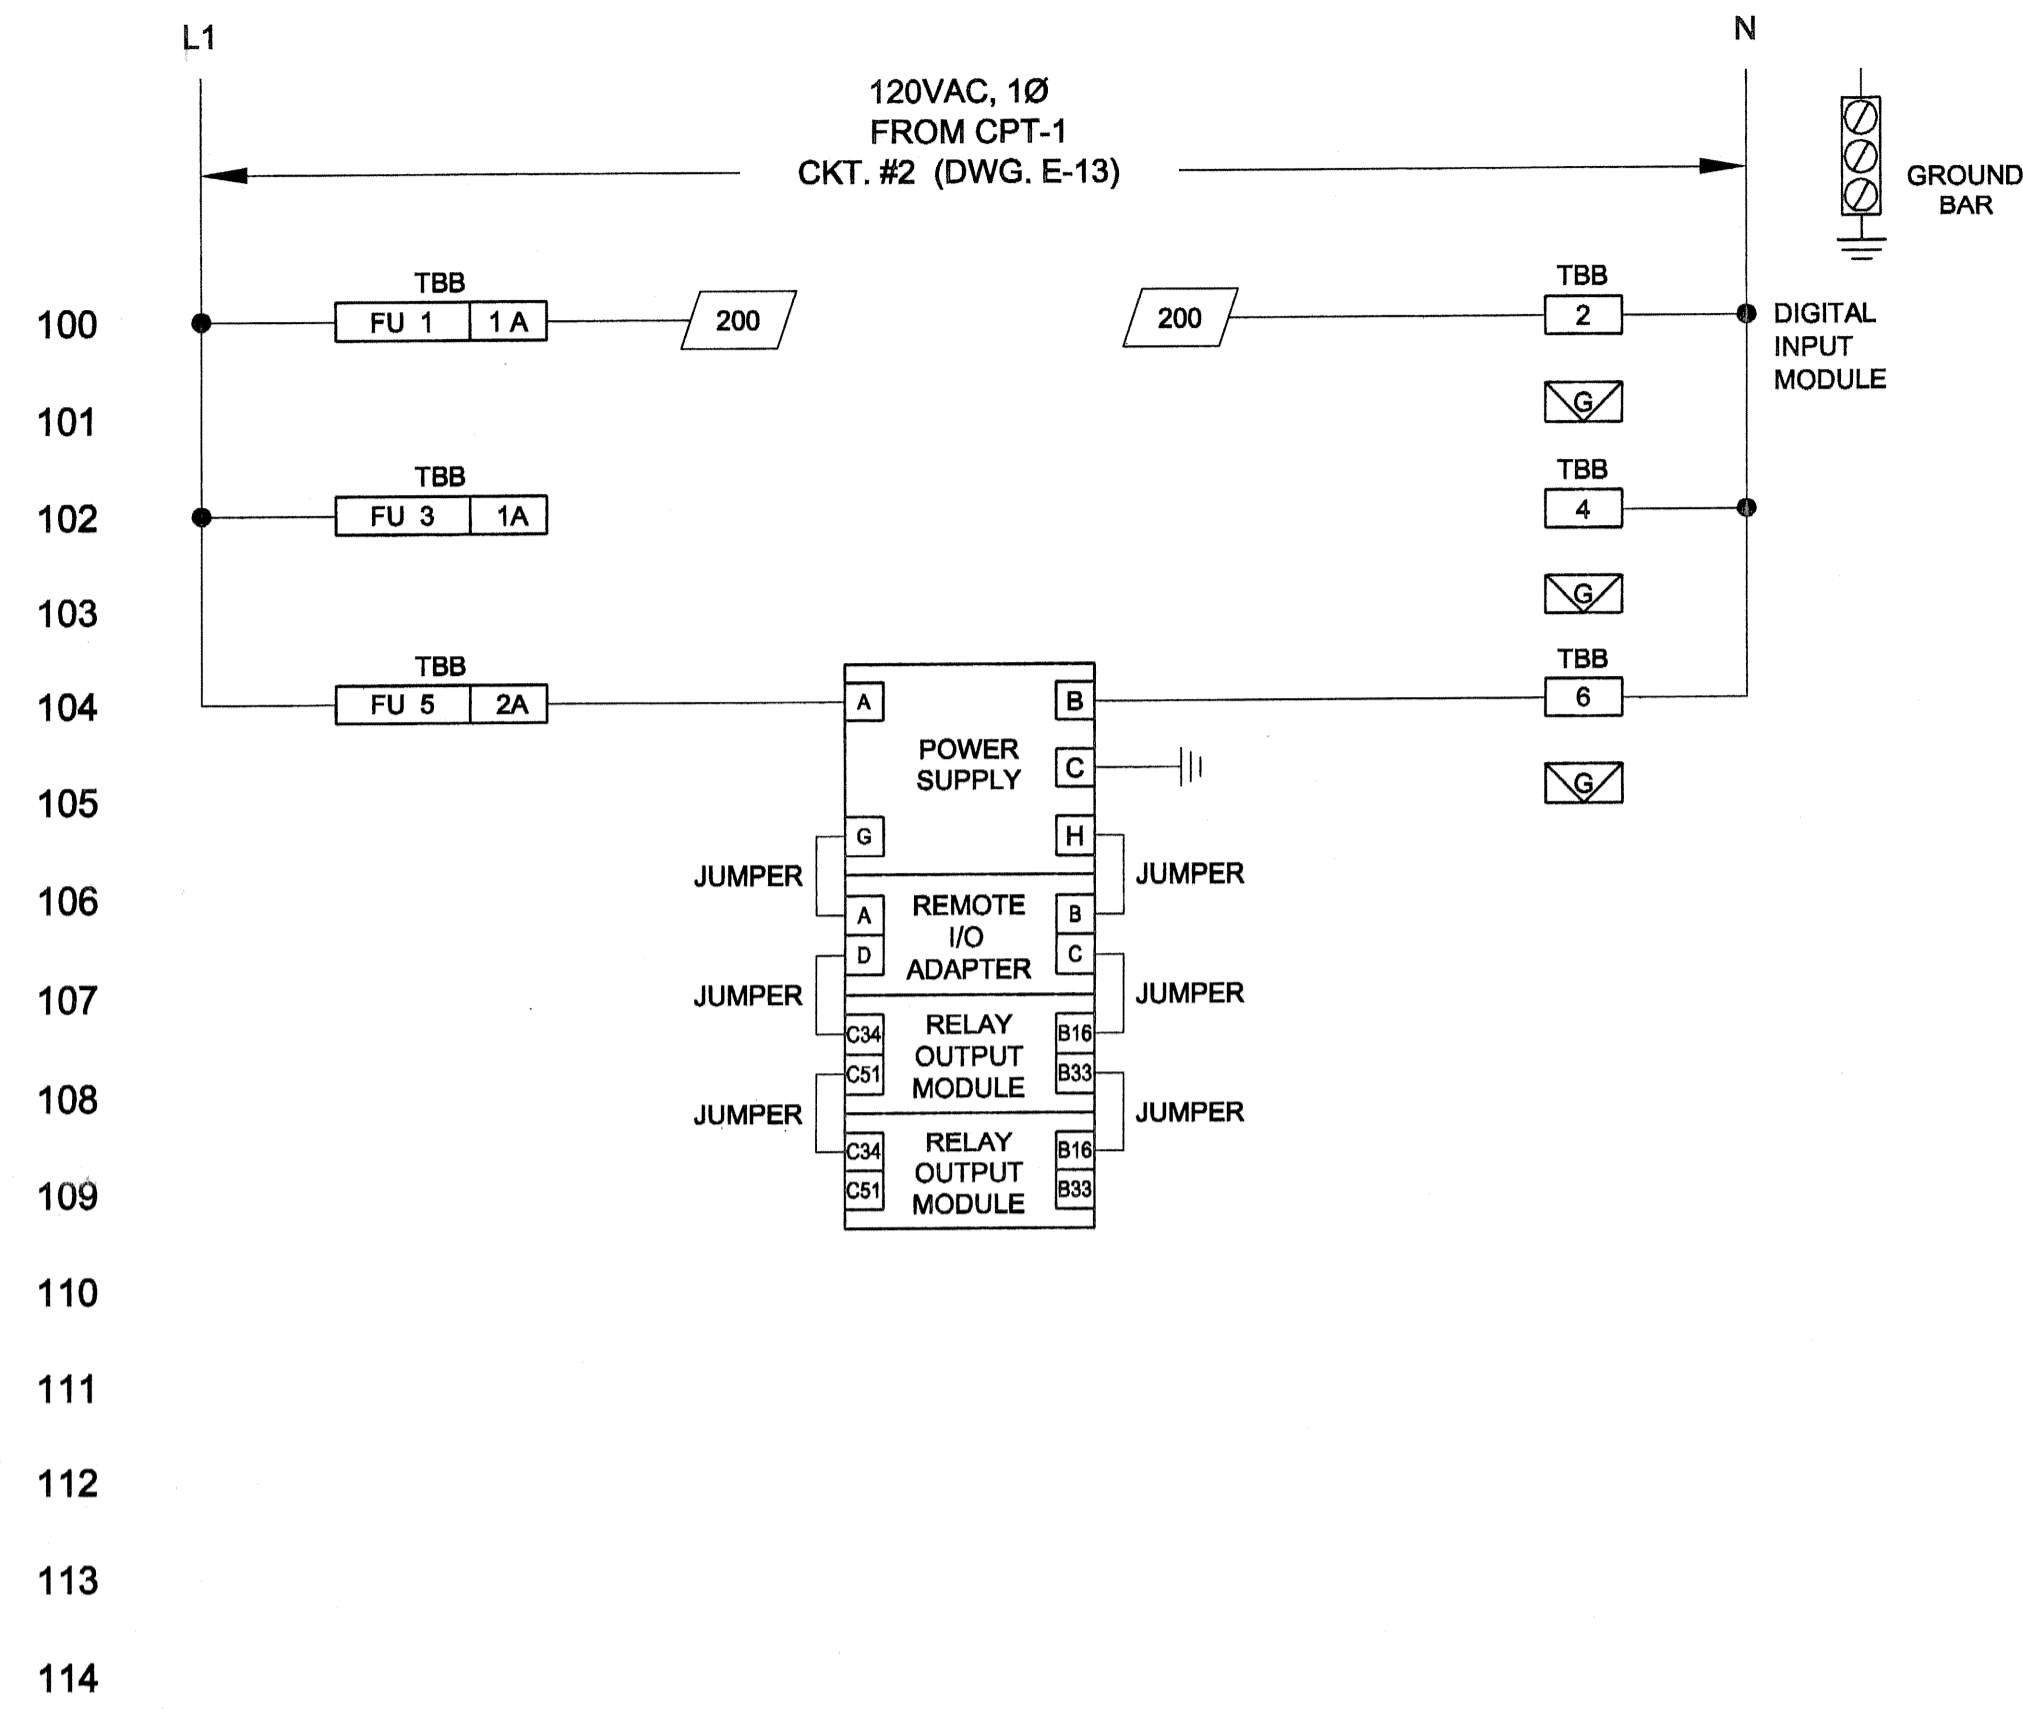 L1
N
120VAC, 1Ø
FROM CPT-1
CKT. #2 (DWG. E-13)
GROUND
BAR
TBB
TBB
100
FU 1
1 A
200
200
2
DIGITAL
INPUT
MODULE
101
G
TBB
TBB
102
FU 3
1A
4
103
G
TBB
TBB
104
FU 5
2A
A
B
6
POWER
SUPPLY
C
105
G
G
H
JUMPER
JUMPER
106
A
REMOTE
I/O
ADAPTER
B
D
C
107
JUMPER
JUMPER
C34
RELAY
OUTPUT
MODULE
B16
C51
B33
108
JUMPER
JUMPER
C34
RELAY
OUTPUT
MODULE
B16
109
C51
B33
110
111
112
113
114